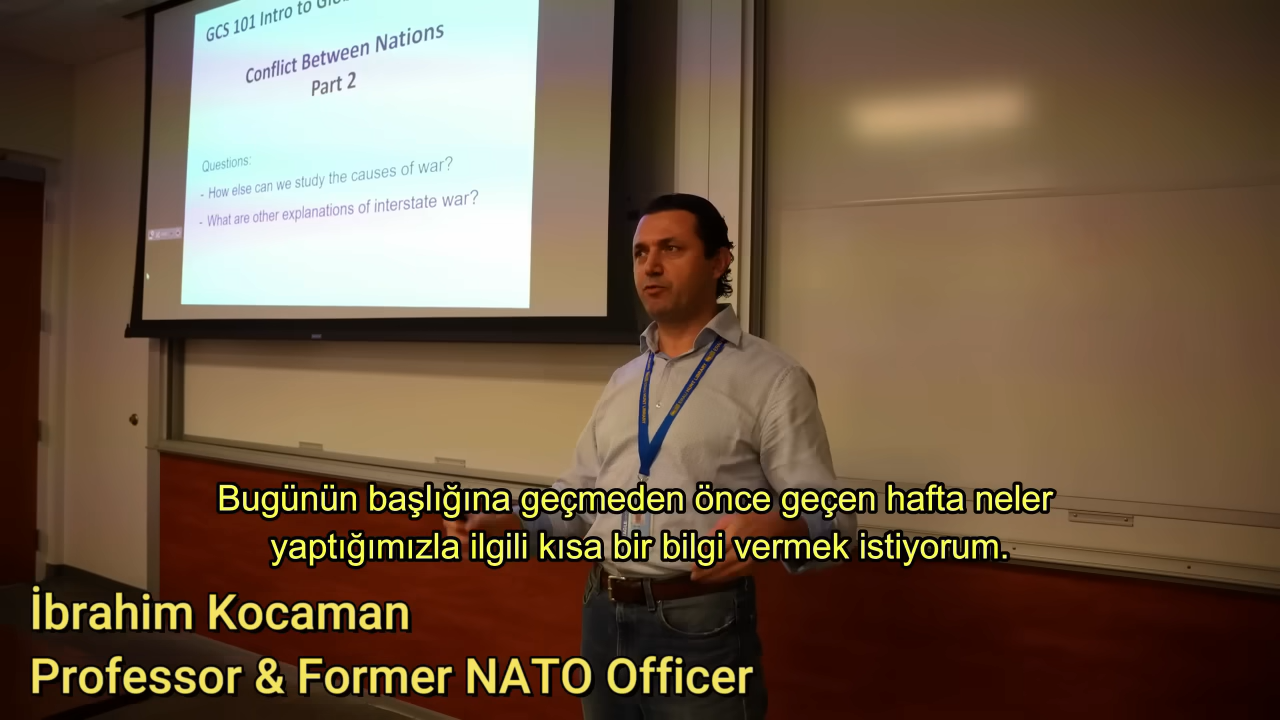 GCS 101 Intro to
Conflict Between Nations
Part 2
Questions:
- How else can we study the causes of war?
- What are other explanations of interstate war?
Bugünün başlığına geçmeden önce geçen hafta neler
yaptığımızla ilgili kısa bir bilgi vermek istiyorum.
İbrahim Kocaman
Professor & Former NATO Officer